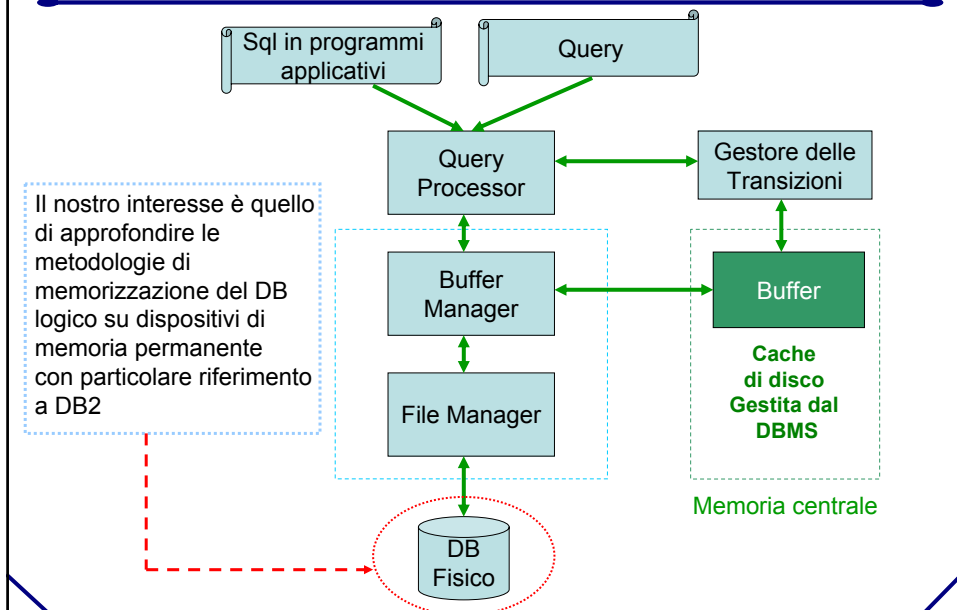 Sql in programmi
applicativi
Query
Query
Processor
Gestore delle
Transizioni
Il nostro interesse è quello
di approfondire le
metodologie di
memorizzazione del DB
logico su dispositivi di
memoria permanente
con particolare riferimento
a DB2
Buffer
Manager
Buffer
Cache
di disco
Gestita dal
DBMS
File Manager
Memoria centrale
DB
Fisico